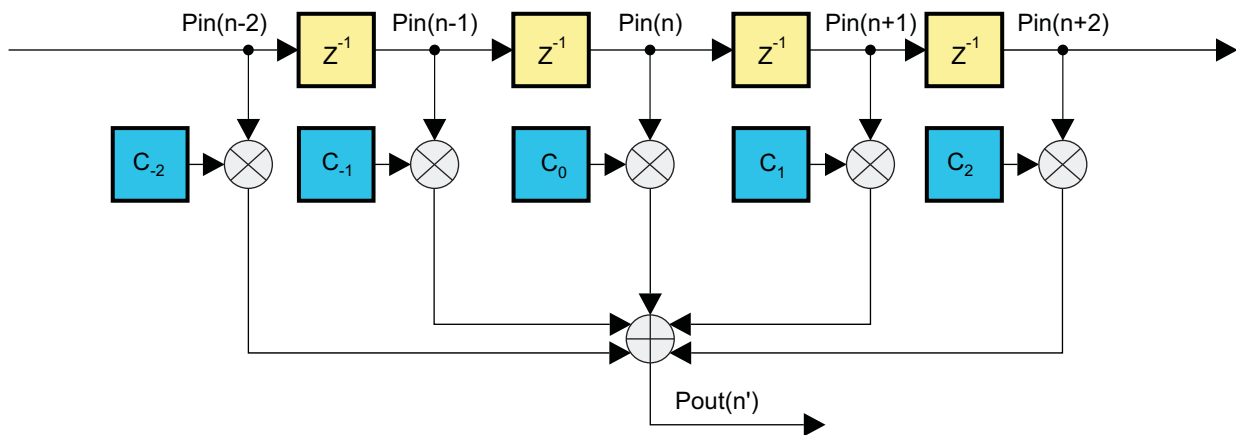 Pin(n-2) Pin(n-1) Pin(n) Pin(n+1) Pin(n+2)
Z⁻¹ Z⁻¹ Z⁻¹ Z⁻¹
C₋₂ C₋₁ C₀ C₁ C₂
Pout(n')